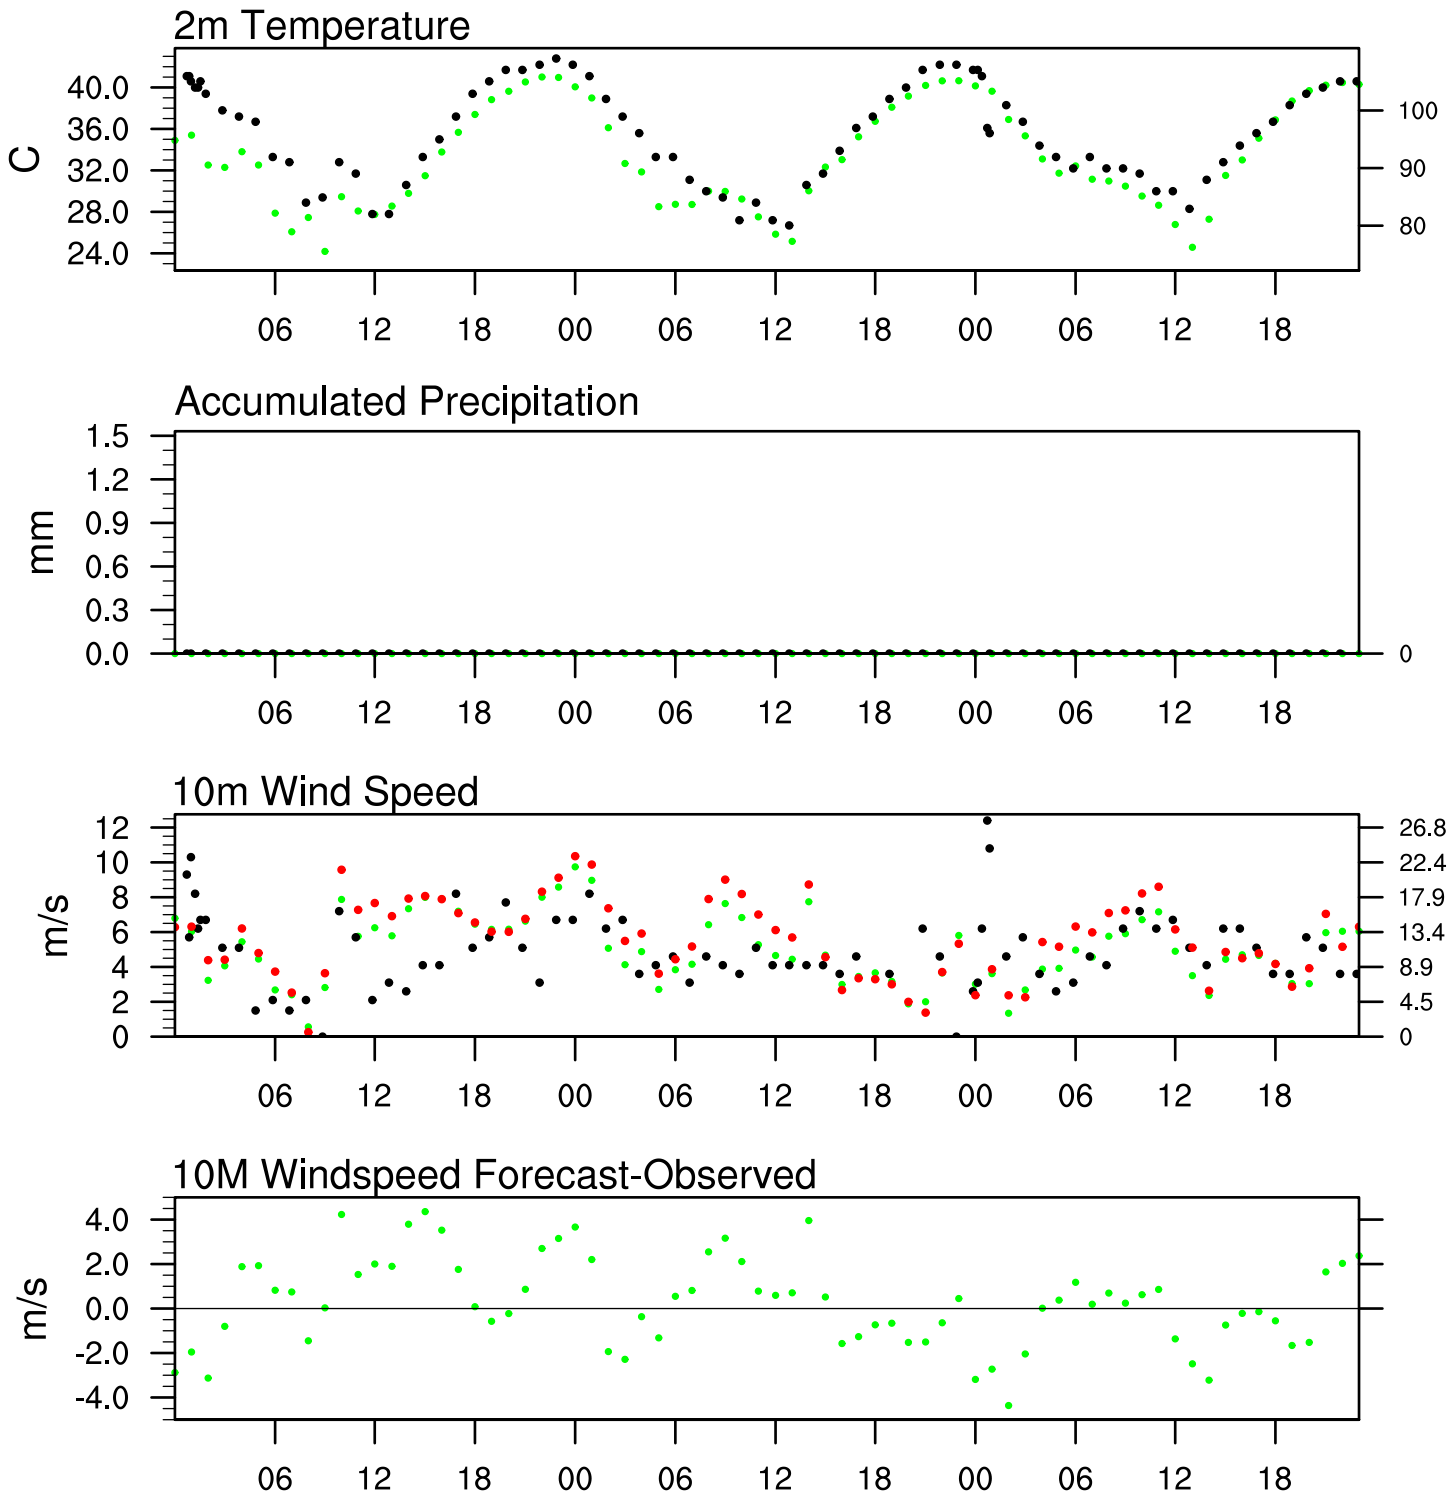 2m Temperature
40.0
36.0
32.0
28.0
24.0
C
100
90
80
06 12 18 00 06 12 18 00 06 12 18
Accumulated Precipitation
1.5
1.2
0.9
0.6
0.3
0.0
mm
0
06 12 18 00 06 12 18 00 06 12 18
10m Wind Speed
12
10
8
6
4
2
0
m/s
26.8
22.4
17.9
13.4
8.9
4.5
0
06 12 18 00 06 12 18 00 06 12 18
10M Windspeed Forecast-Observed
4.0
2.0
0.0
-2.0
-4.0
m/s
06 12 18 00 06 12 18 00 06 12 18